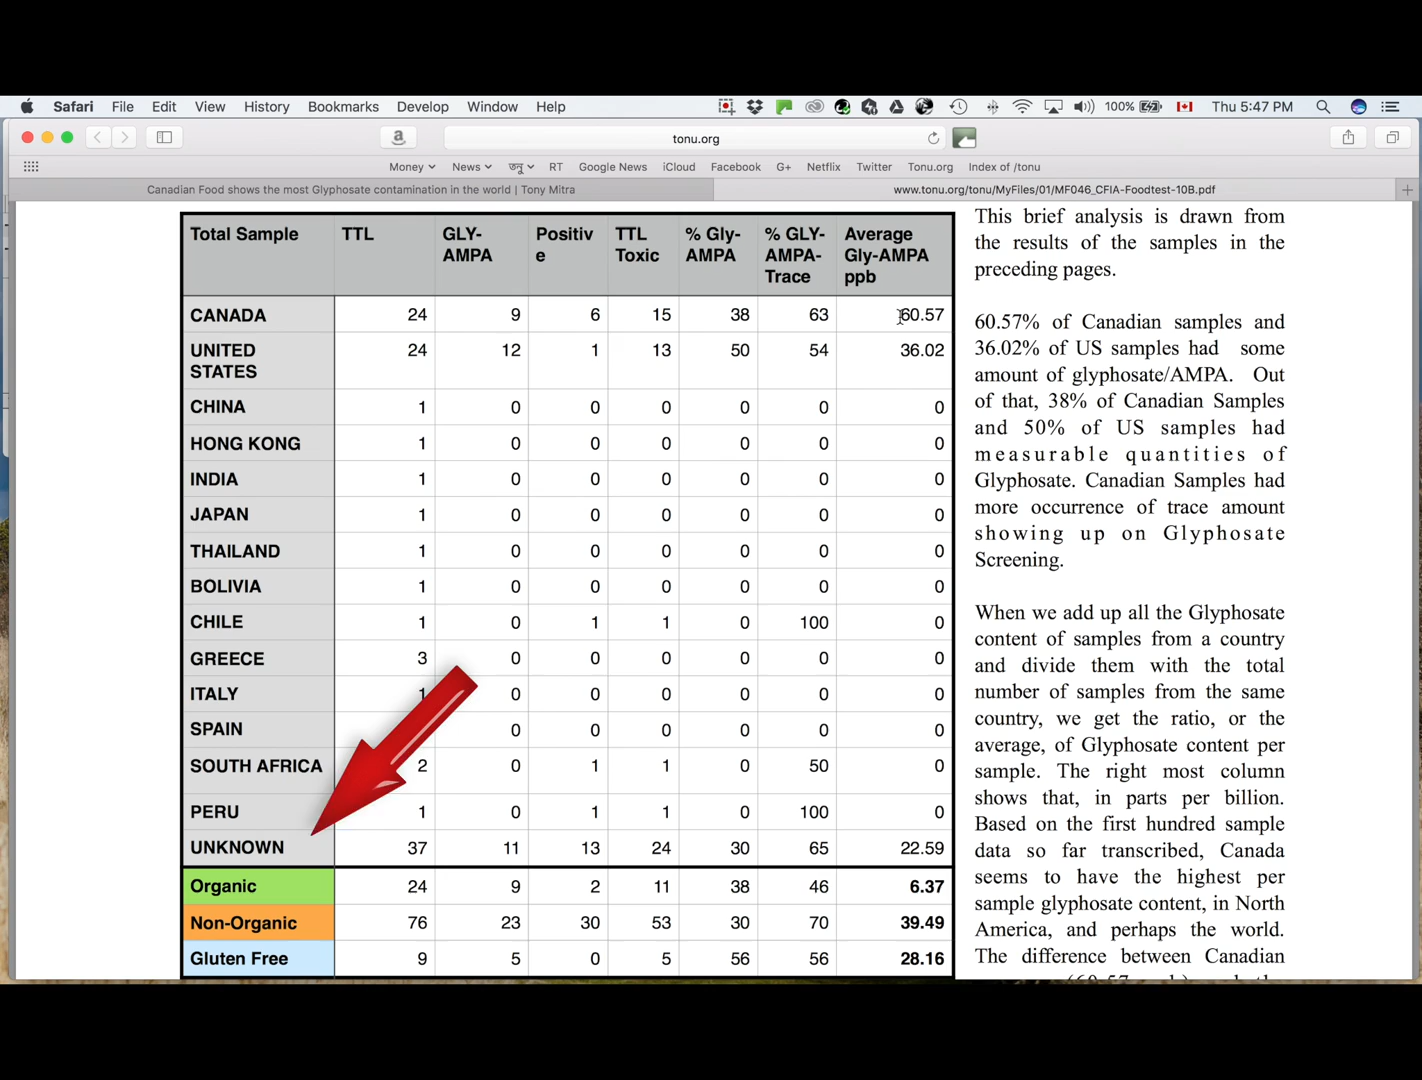 Safari File Edit View History Bookmarks Develop Window Help 100% Thu 5:47 PM
a tonu.org
Money News তনু RT Google News iCloud Facebook G+ Netflix Twitter Tonu.org Index of /tonu
Canadian Food shows the most Glyphosate contamination in the world | Tony Mitra www.tonu.org/tonu/MyFiles/01/MF046_CFIA-Foodtest-10B.pdf +
Total Sample TTL GLY- Positiv TTL % Gly- % GLY- Average
AMPA e Toxic AMPA AMPA- Gly-AMPA
Trace ppb
CANADA 24 9 6 15 38 63 60.57
UNITED 24 12 1 13 50 54 36.02
STATES
CHINA 1 0 0 0 0 0 0
HONG KONG 1 0 0 0 0 0 0
INDIA 1 0 0 0 0 0 0
JAPAN 1 0 0 0 0 0 0
THAILAND 1 0 0 0 0 0 0
BOLIVIA 1 0 0 0 0 0 0
CHILE 1 0 1 1 0 100 0
GREECE 3 0 0 0 0 0 0
ITALY 1 0 0 0 0 0 0
SPAIN 0 0 0 0 0 0
SOUTH AFRICA 2 0 1 1 0 50 0
PERU 1 0 1 1 0 100 0
UNKNOWN 37 11 13 24 30 65 22.59
Organic 24 9 2 11 38 46 6.37
Non-Organic 76 23 30 53 30 70 39.49
Gluten Free 9 5 0 5 56 56 28.16
This brief analysis is drawn from
the results of the samples in the
preceding pages.
60.57% of Canadian samples and
36.02% of US samples had some
amount of glyphosate/AMPA. Out
of that, 38% of Canadian Samples
and 50% of US samples had
measurable quantities of
Glyphosate. Canadian Samples had
more occurrence of trace amount
showing up on Glyphosate
Screening.
When we add up all the Glyphosate
content of samples from a country
and divide them with the total
number of samples from the same
country, we get the ratio, or the
average, of Glyphosate content per
sample. The right most column
shows that, in parts per billion.
Based on the first hundred sample
data so far transcribed, Canada
seems to have the highest per
sample glyphosate content, in North
America, and perhaps the world.
The difference between Canadian